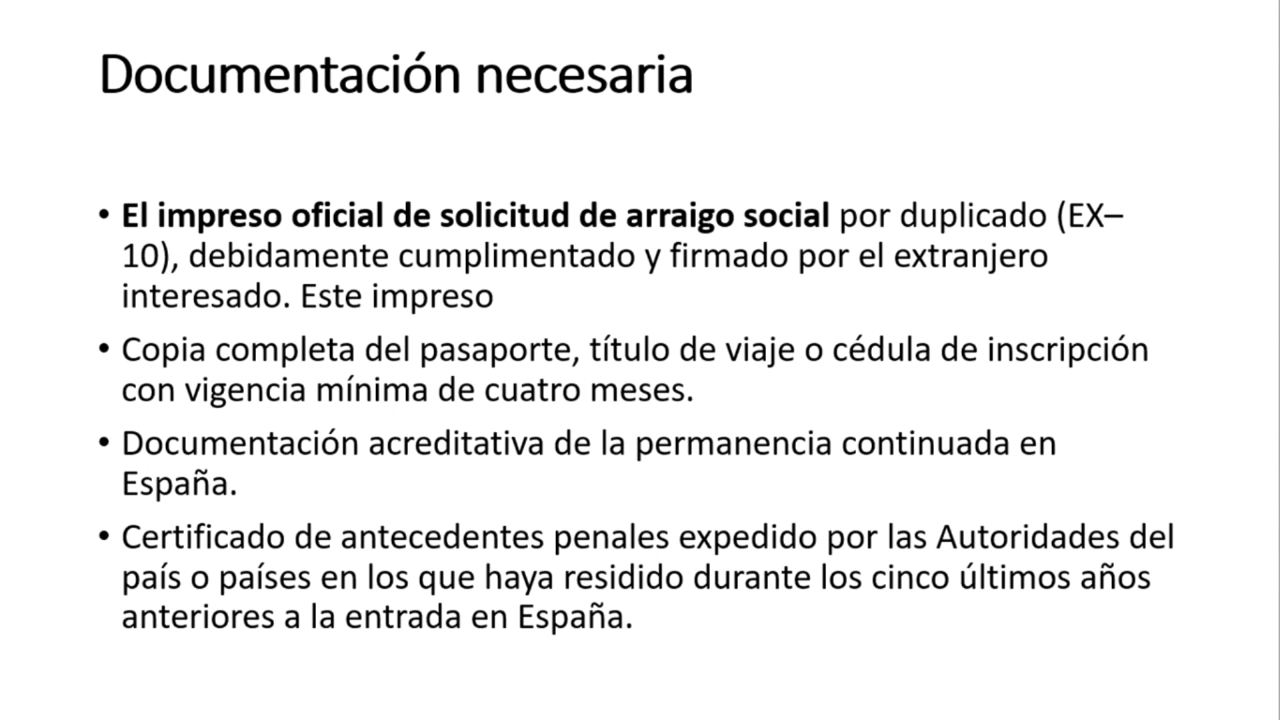 Documentación necesaria
• El impreso oficial de solicitud de arraigo social por duplicado (EX–
10), debidamente cumplimentado y firmado por el extranjero
interesado. Este impreso
• Copia completa del pasaporte, título de viaje o cédula de inscripción
con vigencia mínima de cuatro meses.
• Documentación acreditativa de la permanencia continuada en
España.
• Certificado de antecedentes penales expedido por las Autoridades del
país o países en los que haya residido durante los cinco últimos años
anteriores a la entrada en España.